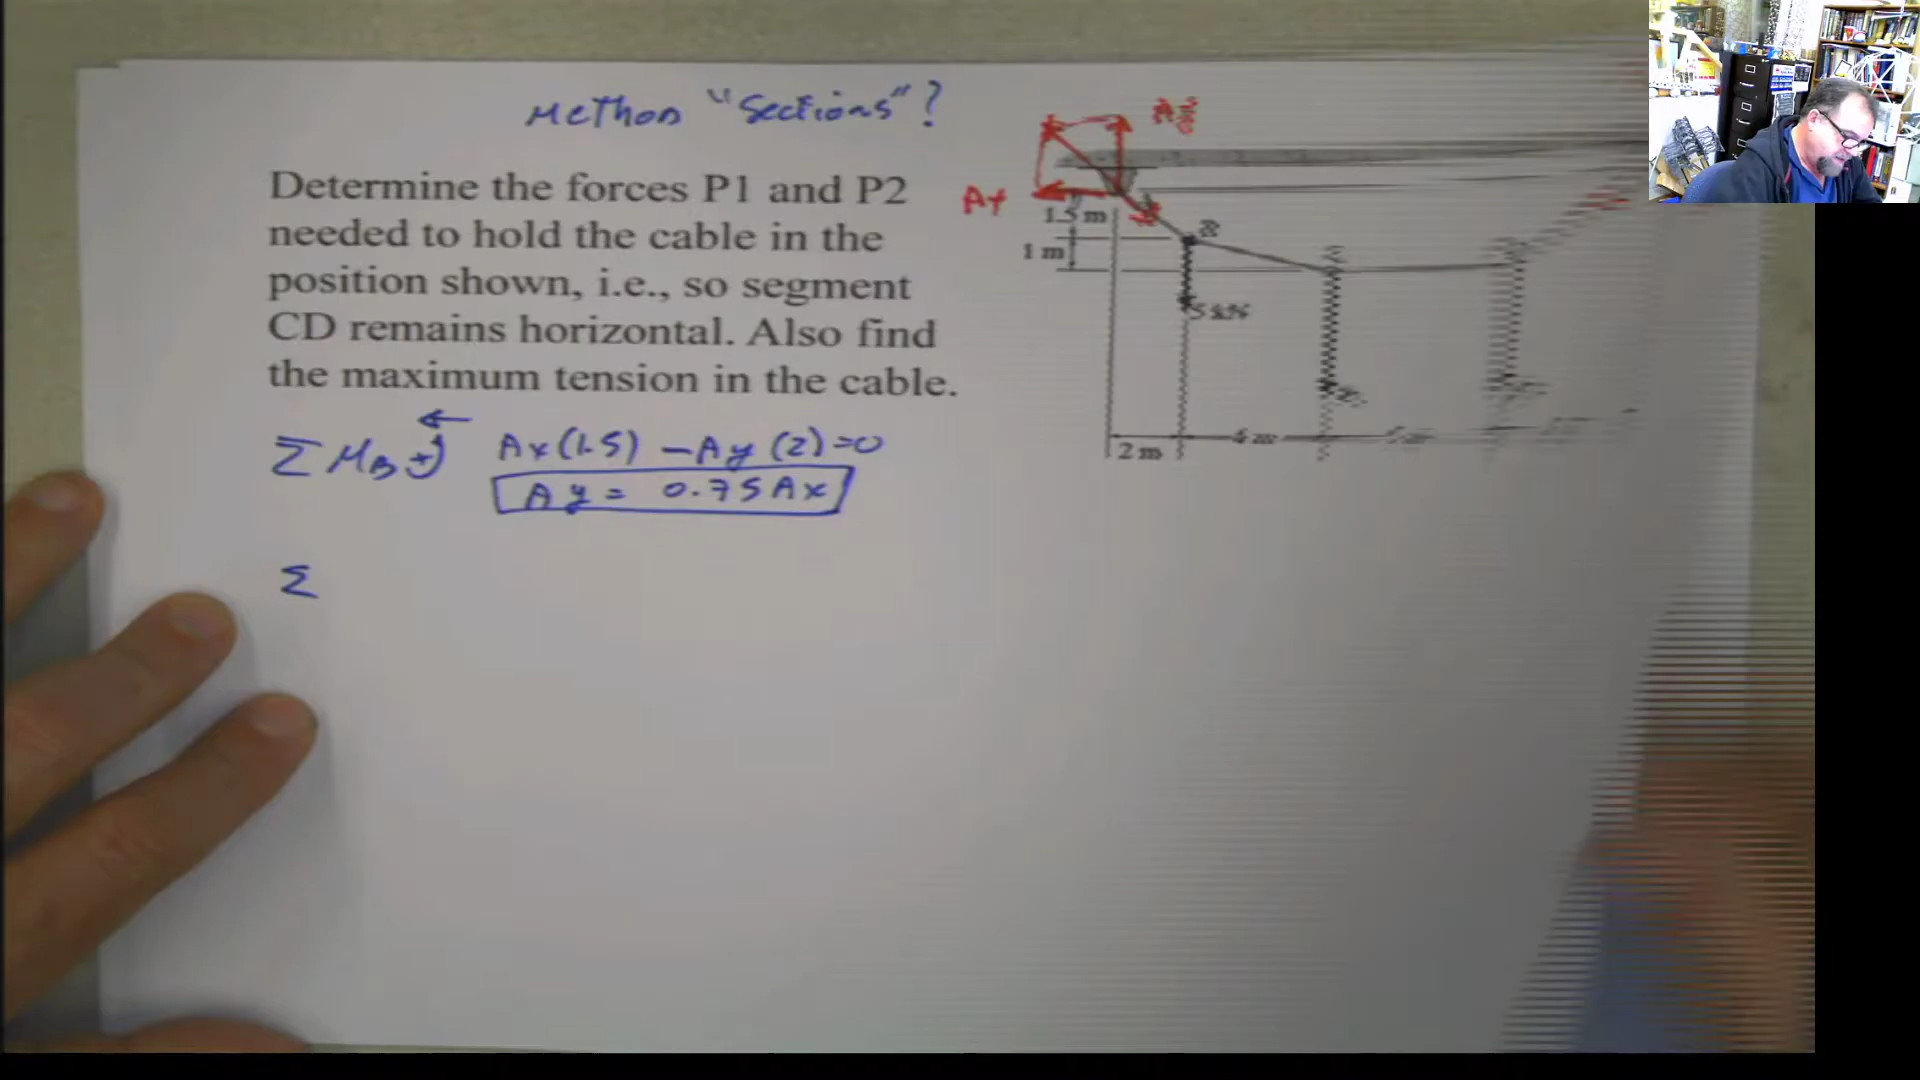 Method "Sections"?
Determine the forces P1 and P2
needed to hold the cable in the
position shown, i.e., so segment
CD remains horizontal. Also find
the maximum tension in the cable.
ΣMB + Ax(1.5) - Ay(2)=0
Ay = 0.75Ax
Σ
1.5 m
B
1 m
5 kN
2 m
4 m